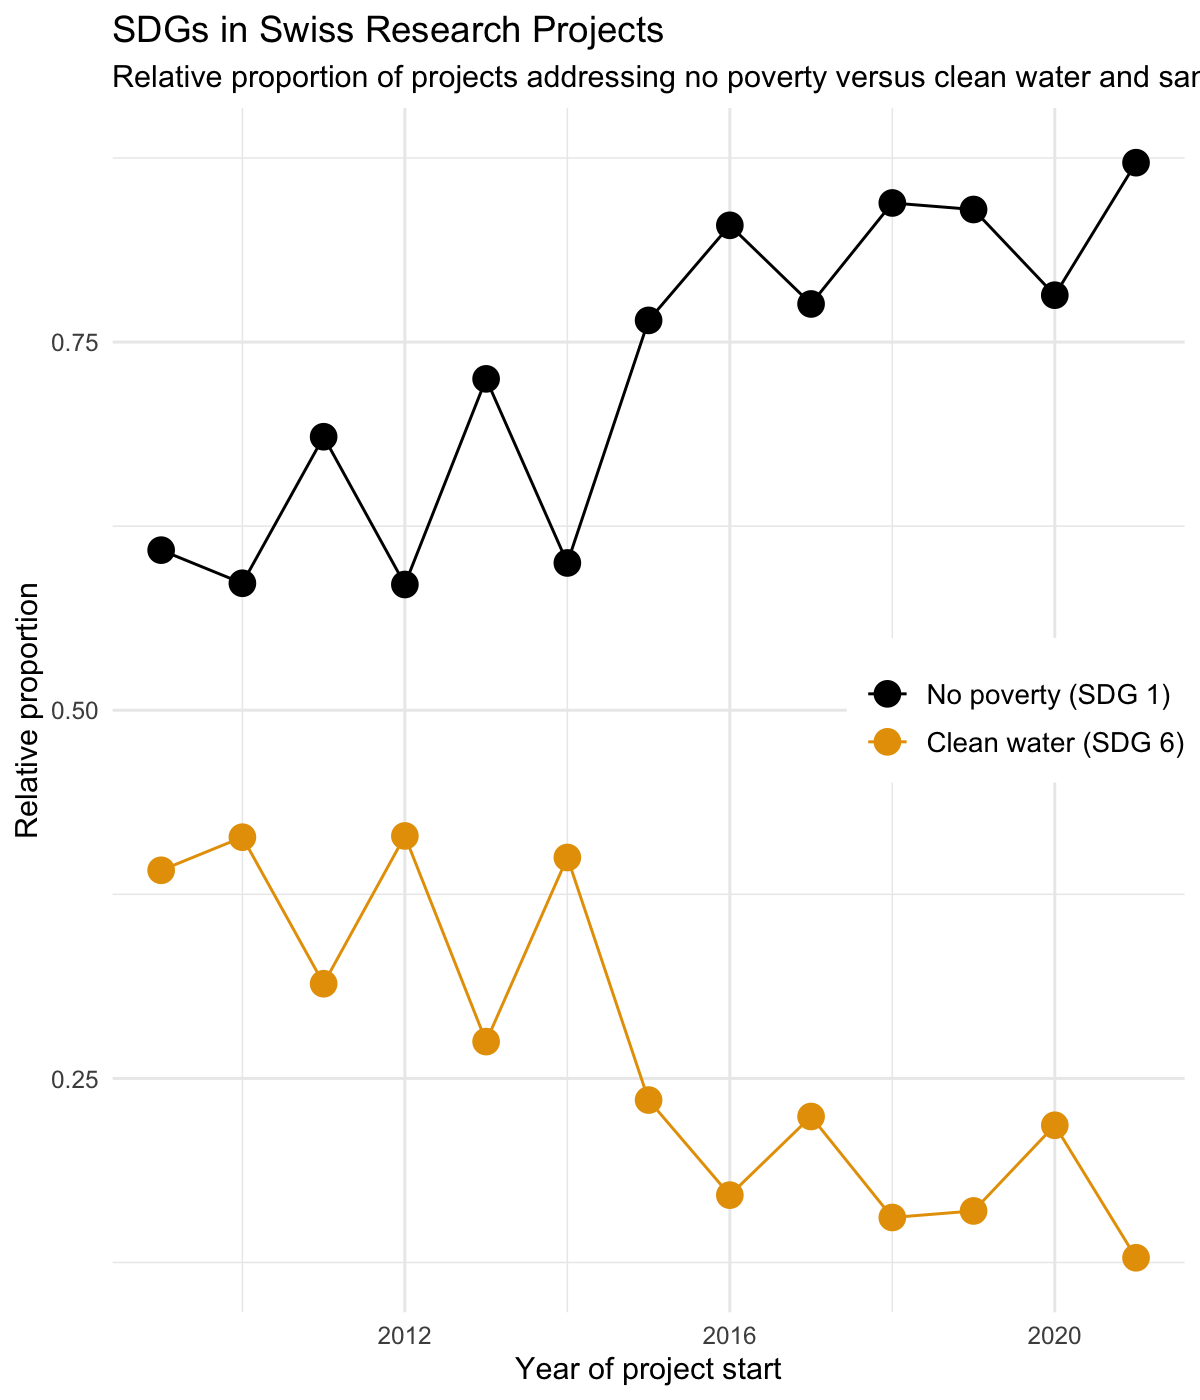 SDGs in Swiss Research Projects
Relative proportion of projects addressing no poverty versus clean water and
0.75
0.50
0.25
Relative proportion
No poverty (SDG 1)
Clean water (SDG 6)
2012
2016
2020
Year of project start